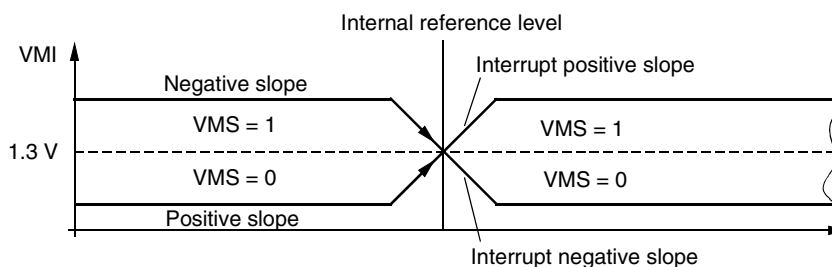 Internal reference level
VMI
Negative slope
Interrupt positive slope
VMS = 1
VMS = 1
1.3 V
VMS = 0
VMS = 0
Positive slope
Interrupt negative slope